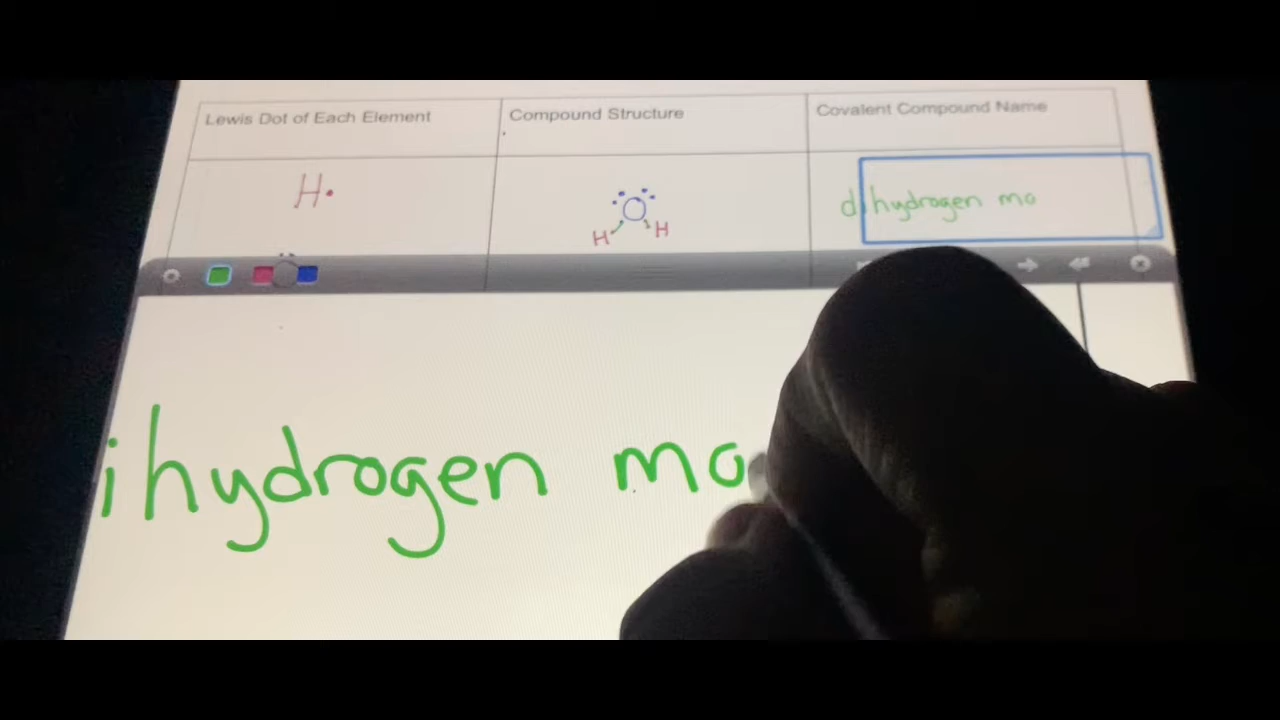 Lewis Dot of Each Element
Compound Structure
Covalent Compound Name
H
O
H H
dihydrogen mo
ihydrogen mo